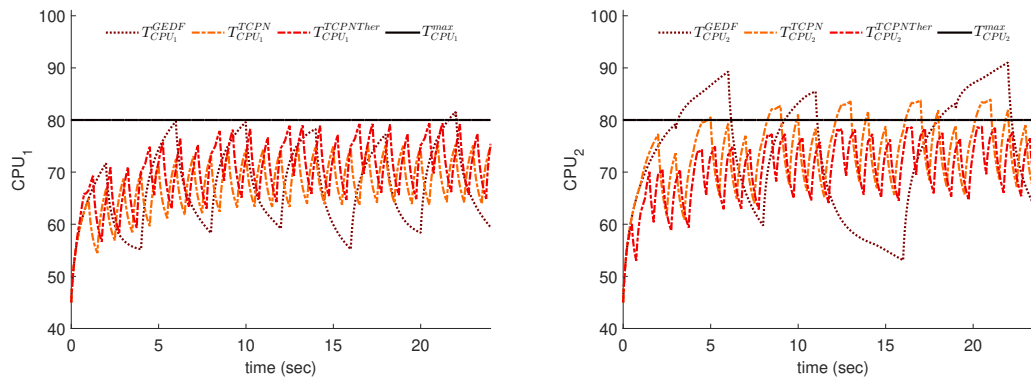 T_{CPU_1}^{GEDF} T_{CPU_1}^{TCPN} T_{CPU_1}^{TCPNTher} T_{CPU_1}^{max}
100
90
80
70
60
50
40
CPU_1
0 5 10 15 20
time (sec)
T_{CPU_2}^{GEDF} T_{CPU_2}^{TCPN} T_{CPU_2}^{TCPNTher} T_{CPU_2}^{max}
100
90
80
70
60
50
40
CPU_2
0 5 10 15 20
time (sec)